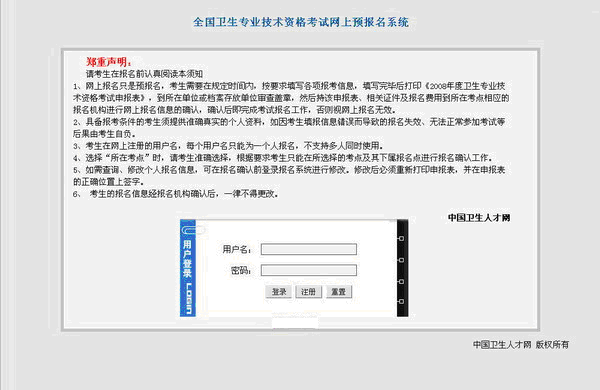 全国卫生专业技术资格考试网上预报名系统
郑重声明：
请考生在报名前认真阅读本须知
1、网上报名只是预报名，考生需要在规定时间内，按要求填写各项报考信息，填写完毕后打印《2008年度卫生专业技
术资格考试申报表》，到所在单位或档案存放单位审查盖章，然后持该申报表、相关证件及报名费用到所在考点相应的
报名机构进行网上报名信息的确认，确认后即完成考试报名工作，否则视网上报名无效。
2、具备报考条件的考生须提供准确真实的个人资料，如因考生填报信息错误而导致的报名失效、无法正常参加考试等
后果由考生自负。
3、考生在网上注册的用户名，每个用户名只能为一个人报名，不支持多人同时使用。
4、选择“所在考点”时，请考生准确选择，根据要求考生只能在所选择的考点及其下属报名点进行报名确认工作。
5、如需查询、修改个人报名信息，可在报名确认前登录报名系统进行修改。修改后必须重新打印申报表，并在申报表
的正确位置上签字。
6、 考生的报名信息经报名机构确认后，一律不得更改。
中国卫生人才网
用户登录 LOGIN
用户名：
密码：
登录 注册 重置
中国卫生人才网 版权所有